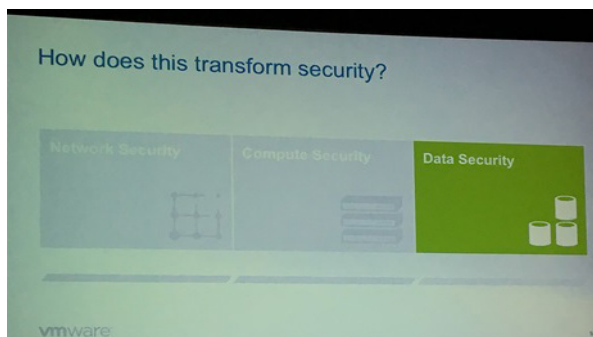 How does this transform security?
Network Security
Compute Security
Data Security
vmware